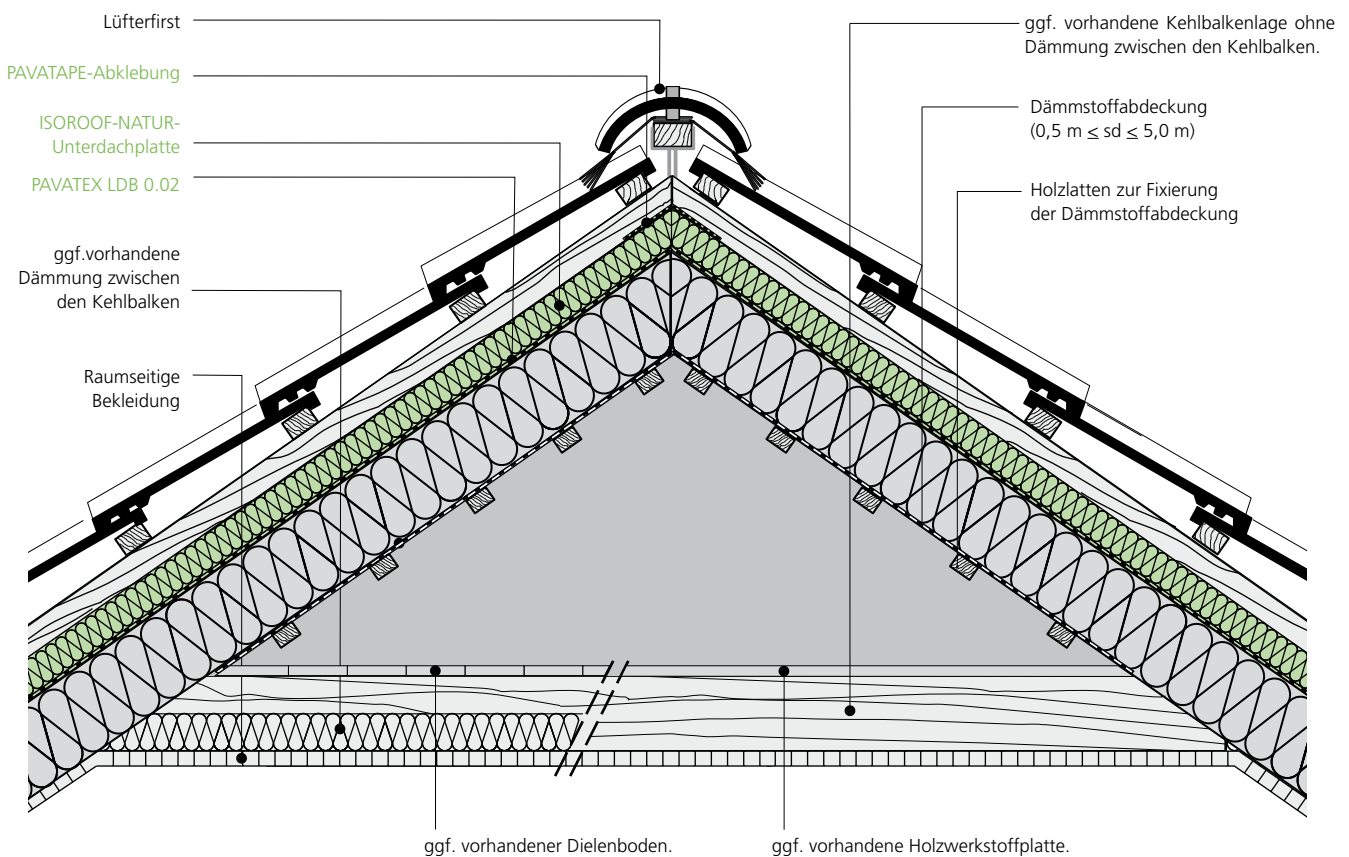 Lüfterfirst
PAVATAPE-Abklebung
ISOROOF-NATUR-
Unterdachplatte
PAVATEX LDB 0.02
ggf.vorhandene
Dämmung zwischen
den Kehlbalken
Raumseitige
Bekleidung
ggf. vorhandene Kehlbalkenlage ohne
Dämmung zwischen den Kehlbalken.
Dämmstoffabdeckung
(0,5 m ≤ sd ≤ 5,0 m)
Holzlatten zur Fixierung
der Dämmstoffabdeckung
ggf. vorhandener Dielenboden.
ggf. vorhandene Holzwerkstoffplatte.